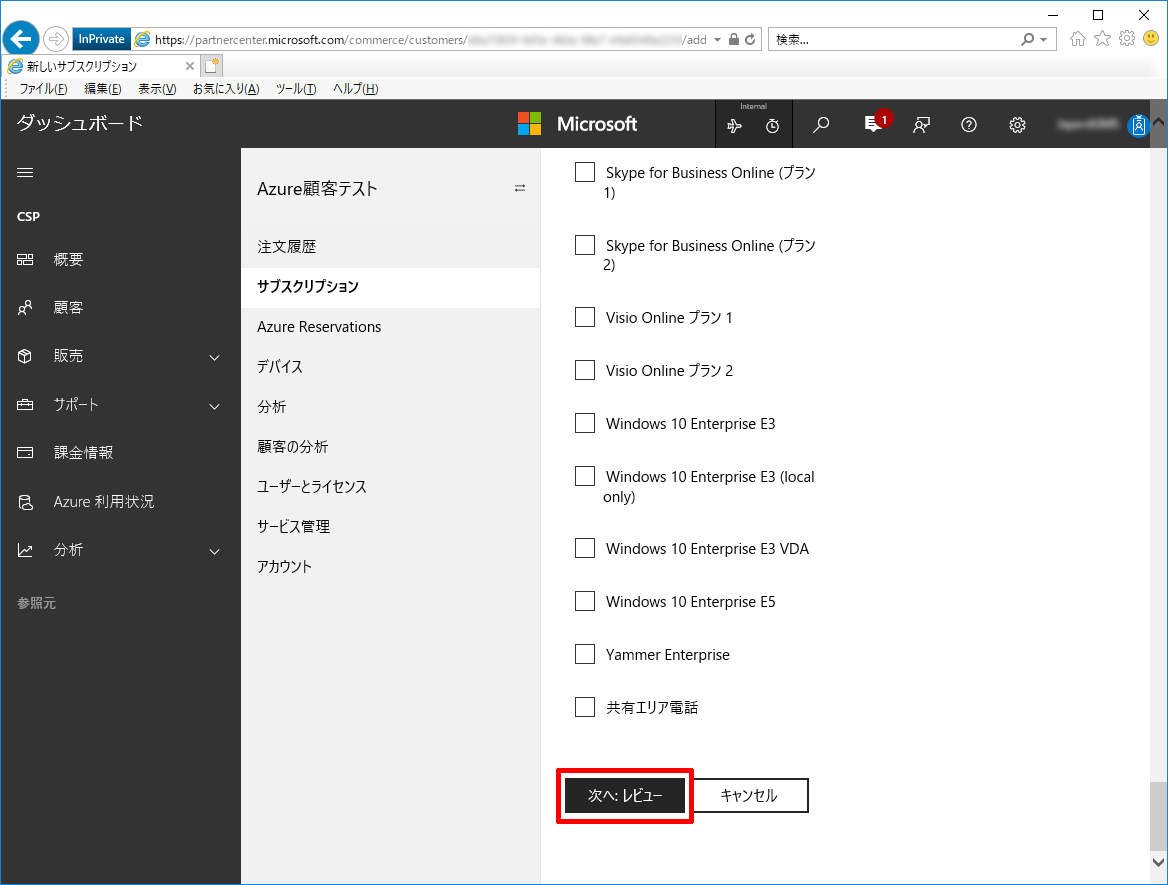 InPrivate
https://partnercenter.microsoft.com/commerce/customers/
/add
検索...
新しいサブスクリプション
ファイル(F) 編集(E) 表示(V) お気に入り(A) ツール(T) ヘルプ(H)
ダッシュボード
Microsoft
Internal
1
CSP
概要
顧客
販売
サポート
課金情報
Azure 利用状況
分析
参照元
Azure顧客テスト
注文履歴
サブスクリプション
Azure Reservations
デバイス
分析
顧客の分析
ユーザーとライセンス
サービス管理
アカウント
Skype for Business Online (プラン
1)
Skype for Business Online (プラン
2)
Visio Online プラン 1
Visio Online プラン 2
Windows 10 Enterprise E3
Windows 10 Enterprise E3 (local
only)
Windows 10 Enterprise E3 VDA
Windows 10 Enterprise E5
Yammer Enterprise
共有エリア電話
次へ: レビュー
キャンセル